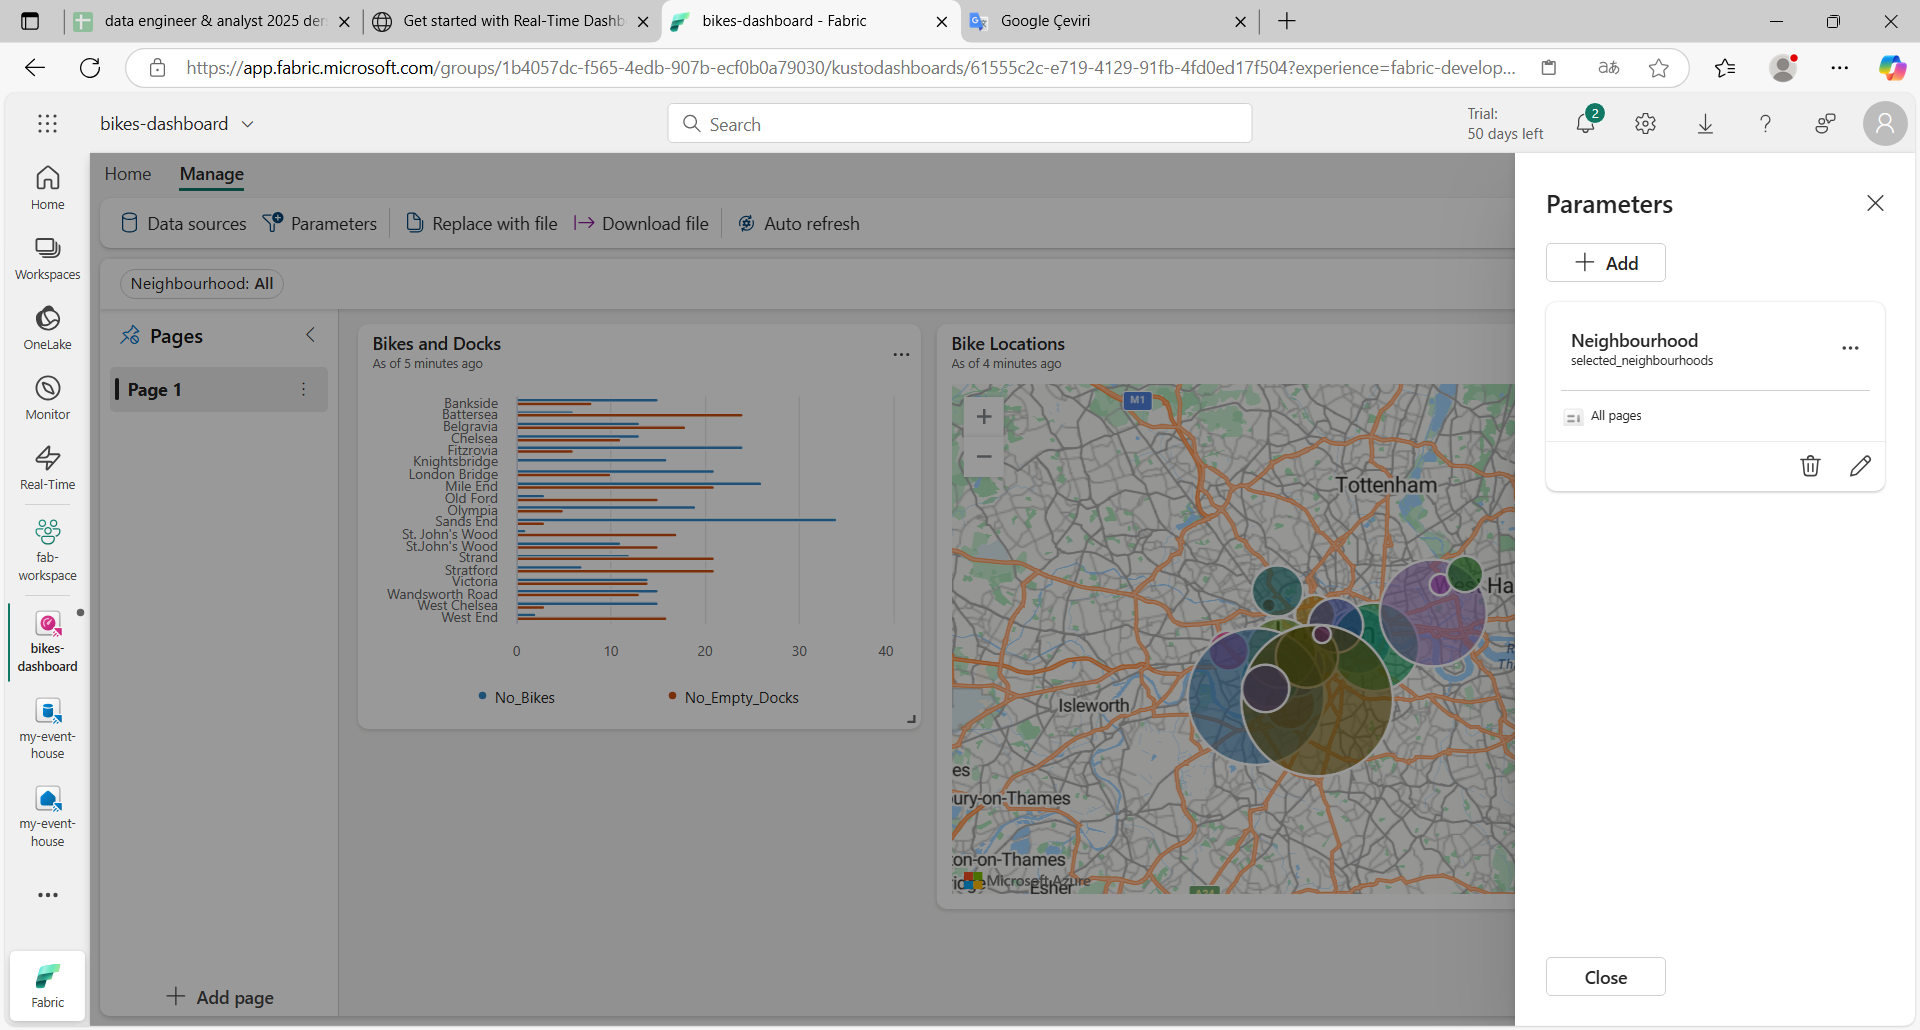 data engineer & analyst 2025 der
Get started with Real-Time Dashb
bikes-dashboard - Fabric
Google Çeviri
https://app.fabric.microsoft.com/groups/1b4057dc-f565-4edb-907b-ecf0b0a79030/kustodashboards/61555c2c-e719-4129-91fb-4fd0ed17f504?experience=fabric-develop...
bikes-dashboard
Search
Trial:
50 days left
2
Home
Workspaces
OneLake
Monitor
Real-Time
fab-
workspace
bikes-
dashboard
my-event-
house
my-event-
house
Fabric
Home
Manage
Data sources
Parameters
Replace with file
Download file
Auto refresh
Neighbourhood: All
Pages
Page 1
Add page
Bikes and Docks
As of 5 minutes ago
Bankside
Battersea
Belgravia
Chelsea
Fitzrovia
Knightsbridge
London Bridge
Mile End
Old Ford
Olympia
Sands End
St. John's Wood
StJohn's Wood
Strand
Stratford
Victoria
Wandsworth Road
West Chelsea
West End
0 10 20 30 40
No_Bikes
No_Empty_Docks
Bike Locations
As of 4 minutes ago
+
−
M1
Tottenham
Ha
Isleworth
es
ury-on-Thames
on-on-Thames
Microsoft Azure
Esher
A24
Parameters
Add
Neighbourhood
selected_neighbourhoods
All pages
Close